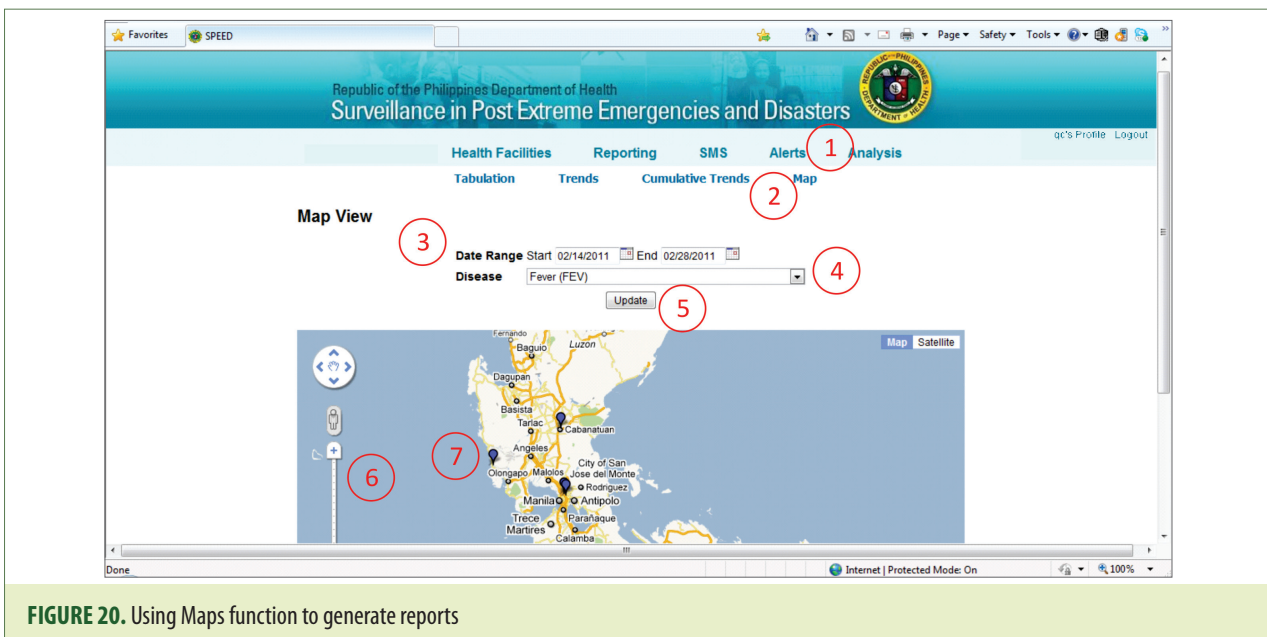 Favorites SPEED Page Safety Tools »
Republic of the Philippines Department of Health
Surveillance in Post Extreme Emergencies and Disasters
REPUBLIC OF THE PHILIPPINES DEPARTMENT OF HEALTH
qc's Profile Logout
Health Facilities Reporting SMS Alerts 1 Analysis
Tabulation Trends Cumulative Trends 2 Map
Map View
3
Date Range Start 02/14/2011 End 02/28/2011
Disease Fever (FEV) 4
Update 5
Map Satellite
Fernando
Baguio Luzon
Dagupan
Basista
Tarlac
Cabanatuan
Angeles
7
6
City of San
Jose del Monte
Olongapo Malolos
Rodriguez
Manila Antipolo
Trece
Martires
Parañaque
Calamba
Done Internet | Protected Mode: On 100%
FIGURE 20. Using Maps function to generate reports